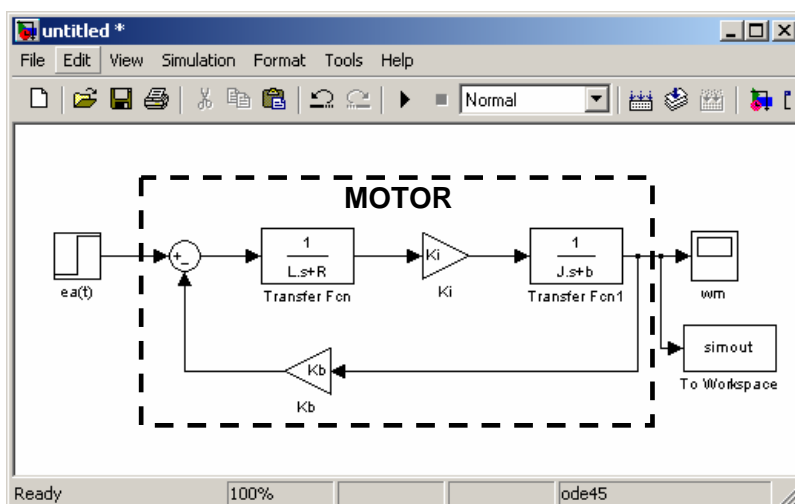 untitled *
File Edit View Simulation Format Tools Help
Normal
MOTOR
+
-
1
L.s+R
Ki
1
J.s+b
ea(t)
Transfer Fcn
Ki
Transfer Fcn1
wm
simout
To Workspace
Kb
Kb
Ready 100% ode45